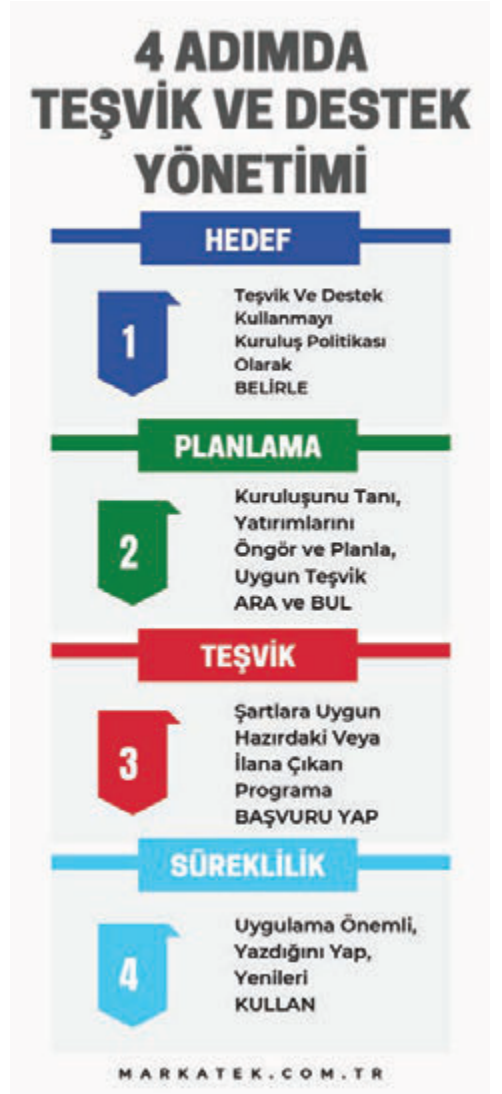 4 ADIMDA
TEŞVİK VE DESTEK
YÖNETİMİ
HEDEF
1
Teşvik Ve Destek
Kullanmayı
Kuruluş Politikası
Olarak
BELİRLE
PLANLAMA
2
Kuruluşunu Tanı,
Yatırımlarını
Öngör ve Planla,
Uygun Teşvik
ARA ve BUL
TEŞVİK
3
Şartlara Uygun
Hazırdaki Veya
İlana Çıkan
Programa
BAŞVURU YAP
SÜREKLİLİK
4
Uygulama Önemli,
Yazdığını Yap,
Yenileri
KULLAN
MARKATEK.COM.TR